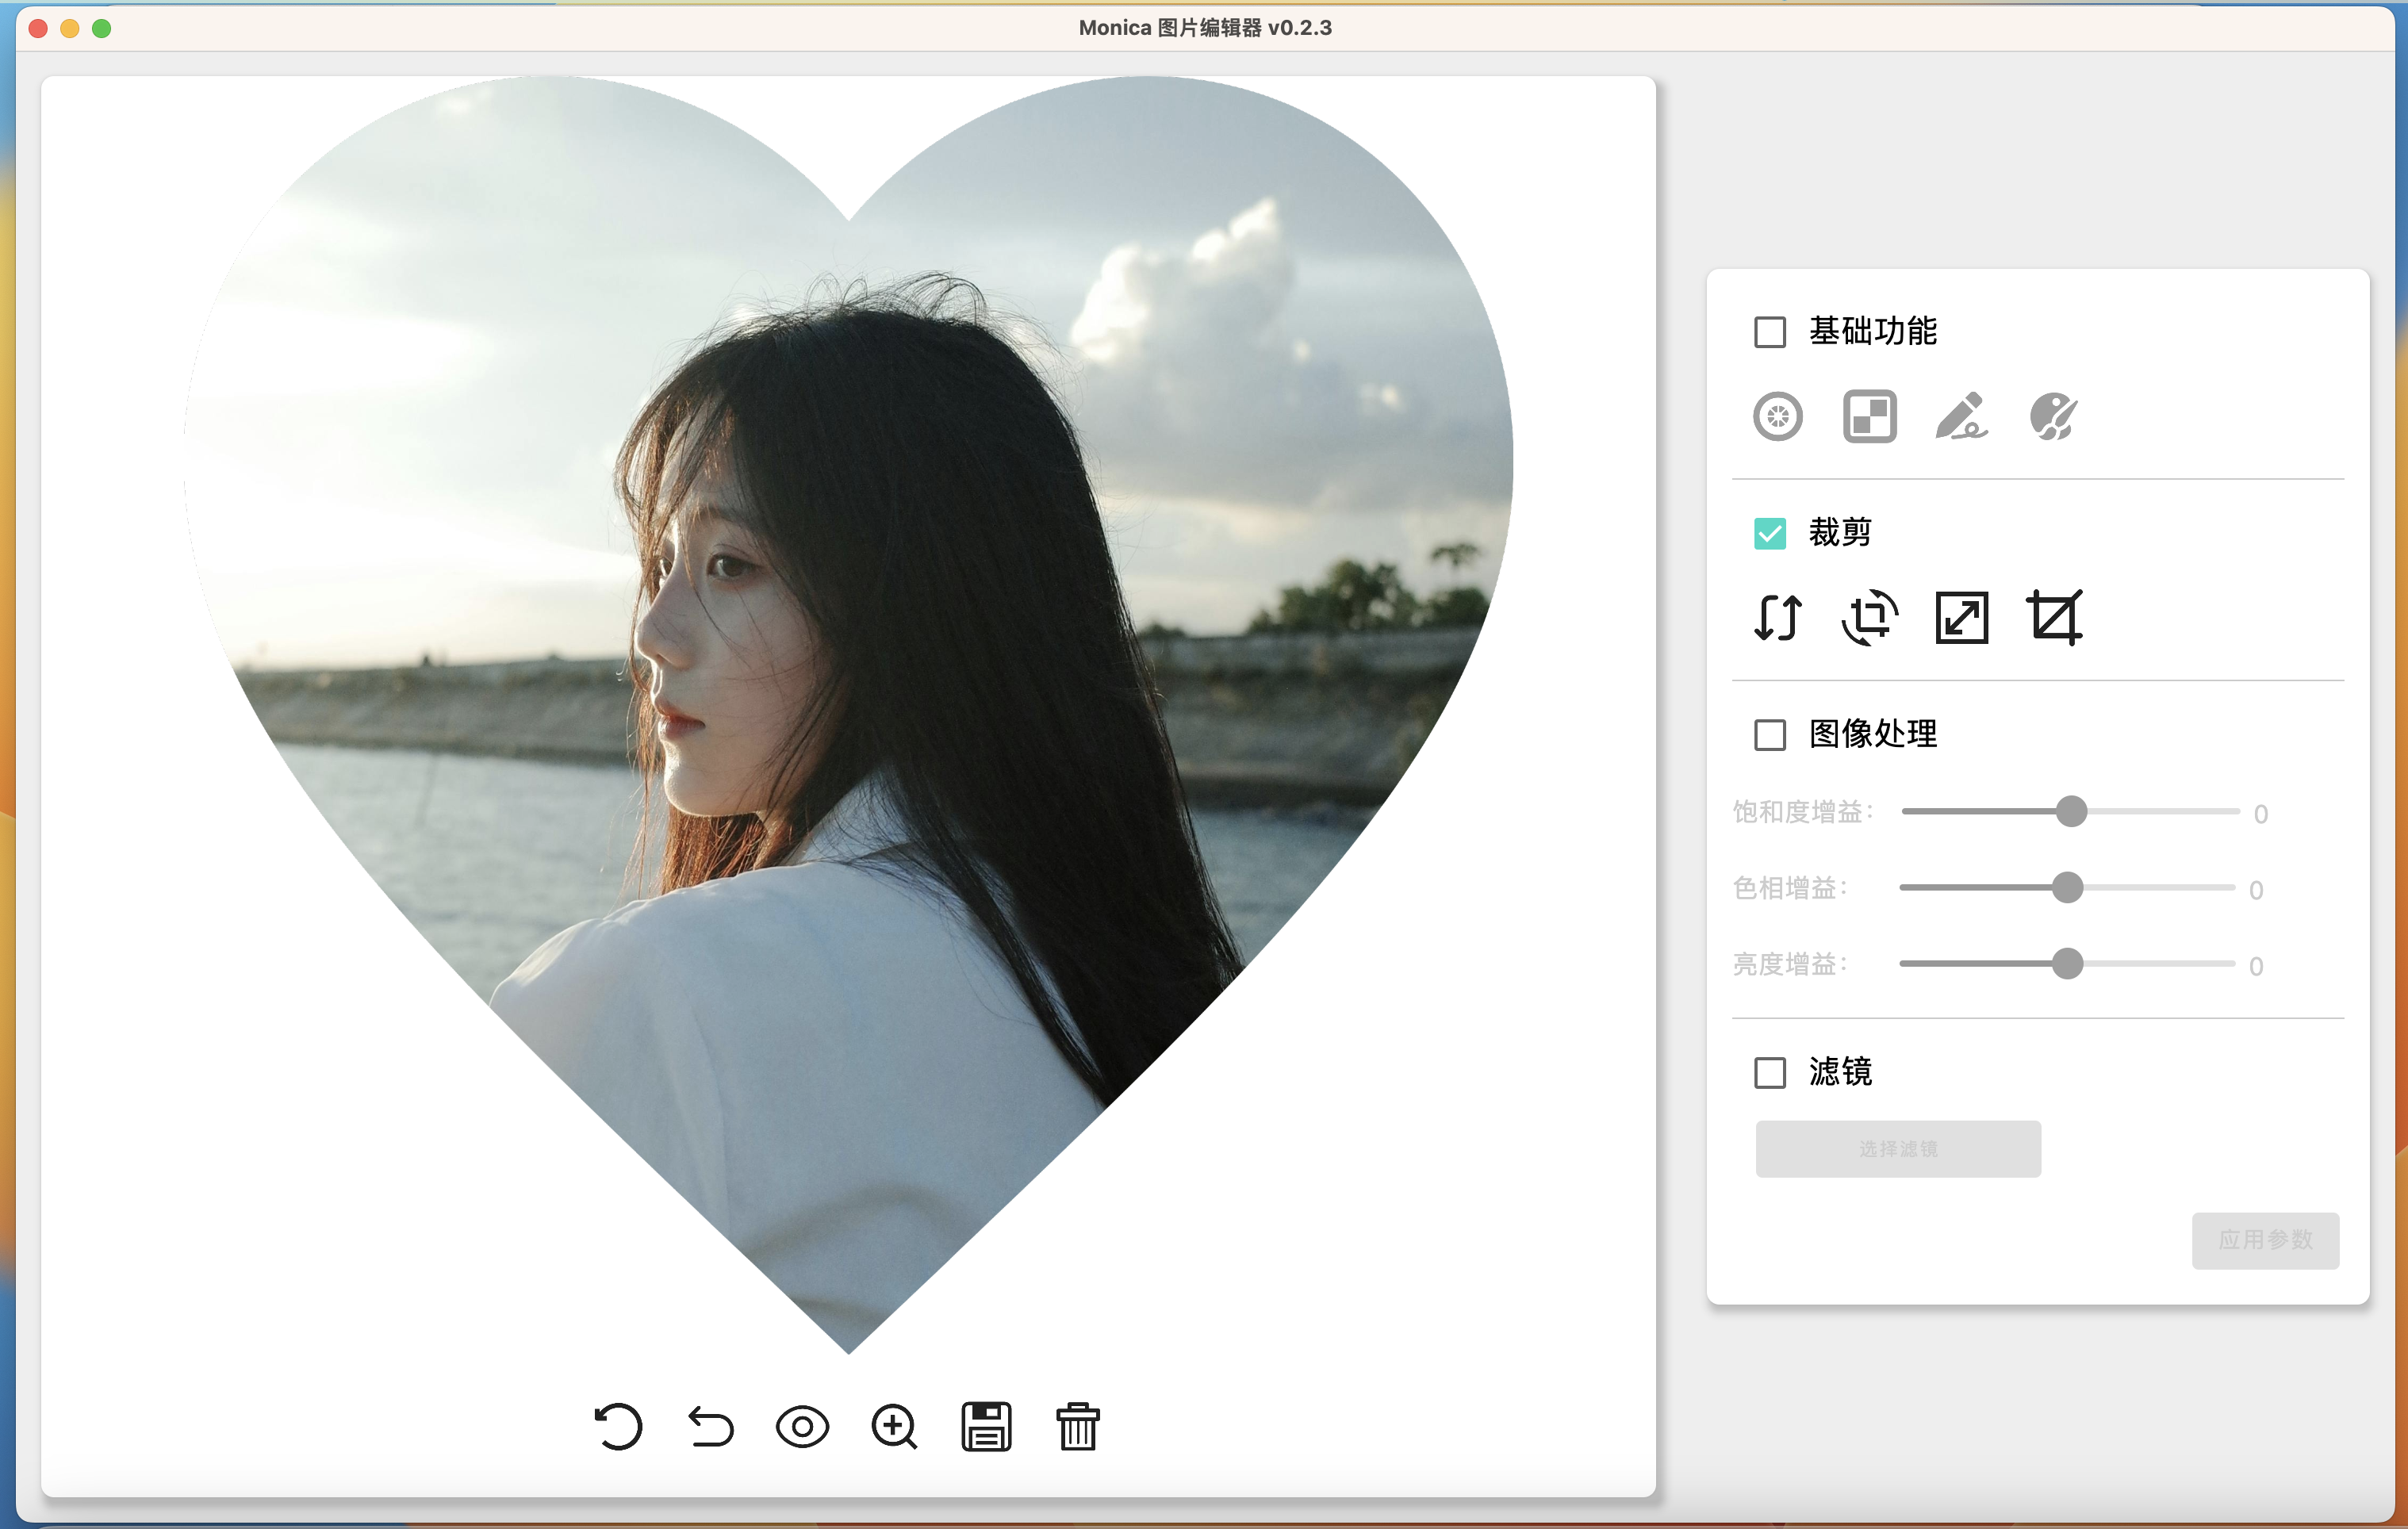 Monica 图片编辑器 v0.2.3
基础功能
裁剪
图像处理
饱和度增益: 0
色相增益: 0
亮度增益: 0
滤镜
选择滤镜
应用参数